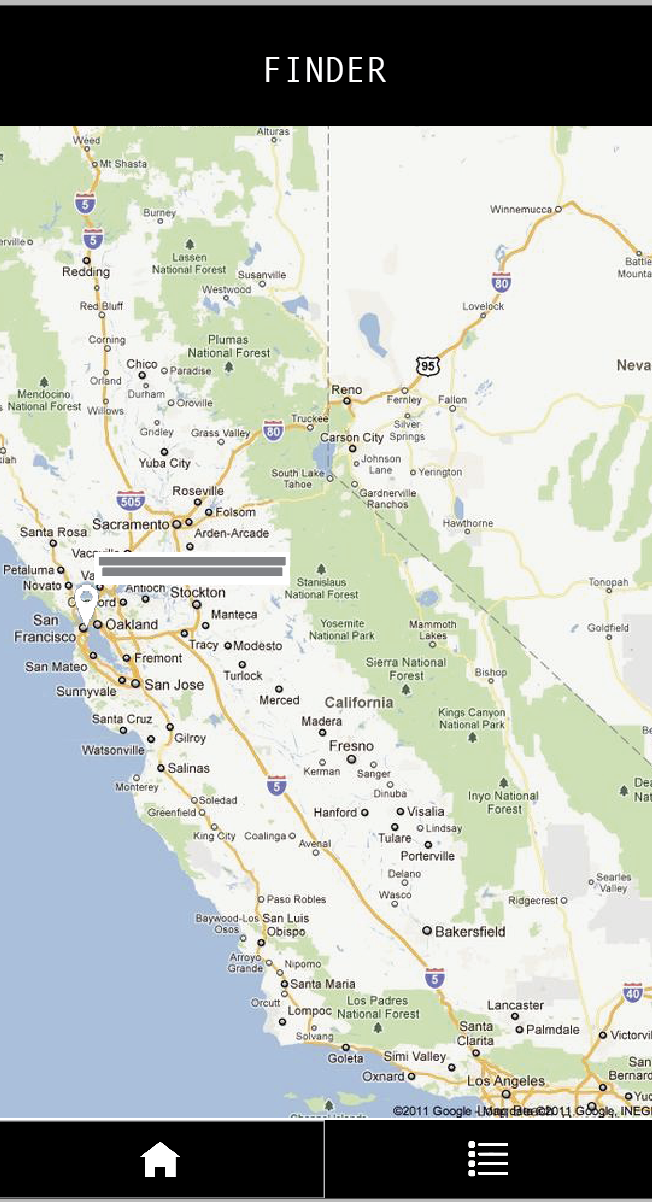 FINDER
Alturas
Weed
Mt Shasta
5
Burney
Winnemucca
5
Lassen
National Forest
Redding
Susanville
Battle
Mounta
80
Westwood
Red Bluff
Lovelock
Corning
Plumas
National Forest
Chico
Paradise
95
Neva
Orland
Durham
Mendocino
National Forest
Reno
Willows
Oroville
Fernley
Fallon
Gridley
Grass Valley
80
Truckee
Silver
Springs
Carson City
Yuba City
Johnson
Lane
Yerington
South Lake
Tahoe
Roseville
Gardnerville
Ranchos
505
Folsom
Sacramento
Hawthorne
Santa Rosa
Arden-Arcade
Petaluma
Novato
Antioch
Stockton
Stanislaus
National Forest
Tonopah
San
Francisco
Oakland
Manteca
Yosemite
National Park
Mammoth
Lakes
Goldfield
Tracy
Modesto
San Mateo
Fremont
Sierra National
Forest
Bishop
Sunnyvale
San Jose
Turlock
Merced
California
Santa Cruz
Madera
Kings Canyon
National Park
Gilroy
Watsonville
Fresno
Salinas
Kerman
Sanger
Monterey
5
Dinuba
Inyo National
Forest
Soledad
Greenfield
Hanford
Visalia
King City
Coalinga
Tulare
Lindsay
Avenal
Porterville
Delano
Searles
Valley
Wasco
Paso Robles
Ridgecrest
Baywood-Los
Osos
San Luis
Obispo
Bakersfield
Arroyo
Grande
Nipomo
5
Santa Maria
40
Orcutt
Lompoc
Los Padres
National Forest
Lancaster
Solvang
Santa
Clarita
Palmdale
Victorvi
Goleta
Simi Valley
San
Bernard
Oxnard
Los Angeles
Yuc
Channel Islands
©2011 Google
©2011 Google, INEGI